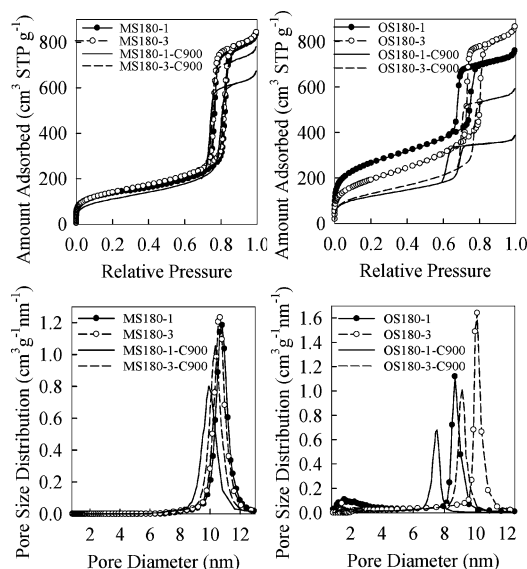 Amount Adsorbed (cm³ STP g⁻¹)
800
600
400
200
0
MS180-1
MS180-3
MS180-1-C900
MS180-3-C900
0.0 0.2 0.4 0.6 0.8 1.0
Relative Pressure
Amount Adsorbed (cm³ STP g⁻¹)
800
600
400
200
0
OS180-1
OS180-3
OS180-1-C900
OS180-3-C900
0.0 0.2 0.4 0.6 0.8 1.0
Relative Pressure
Pore Size Distribution (cm³g⁻¹nm⁻¹)
1.2
1.0
0.8
0.6
0.4
0.2
0.0
MS180-1
MS180-3
MS180-1-C900
MS180-3-C900
2 4 6 8 10 12
Pore Diameter (nm)
Pore Size Distribution (cm³g⁻¹nm⁻¹)
1.6
1.4
1.2
1.0
0.8
0.6
0.4
0.2
0.0
OS180-1
OS180-3
OS180-1-C900
OS180-3-C900
2 4 6 8 10 12
Pore Diameter (nm)